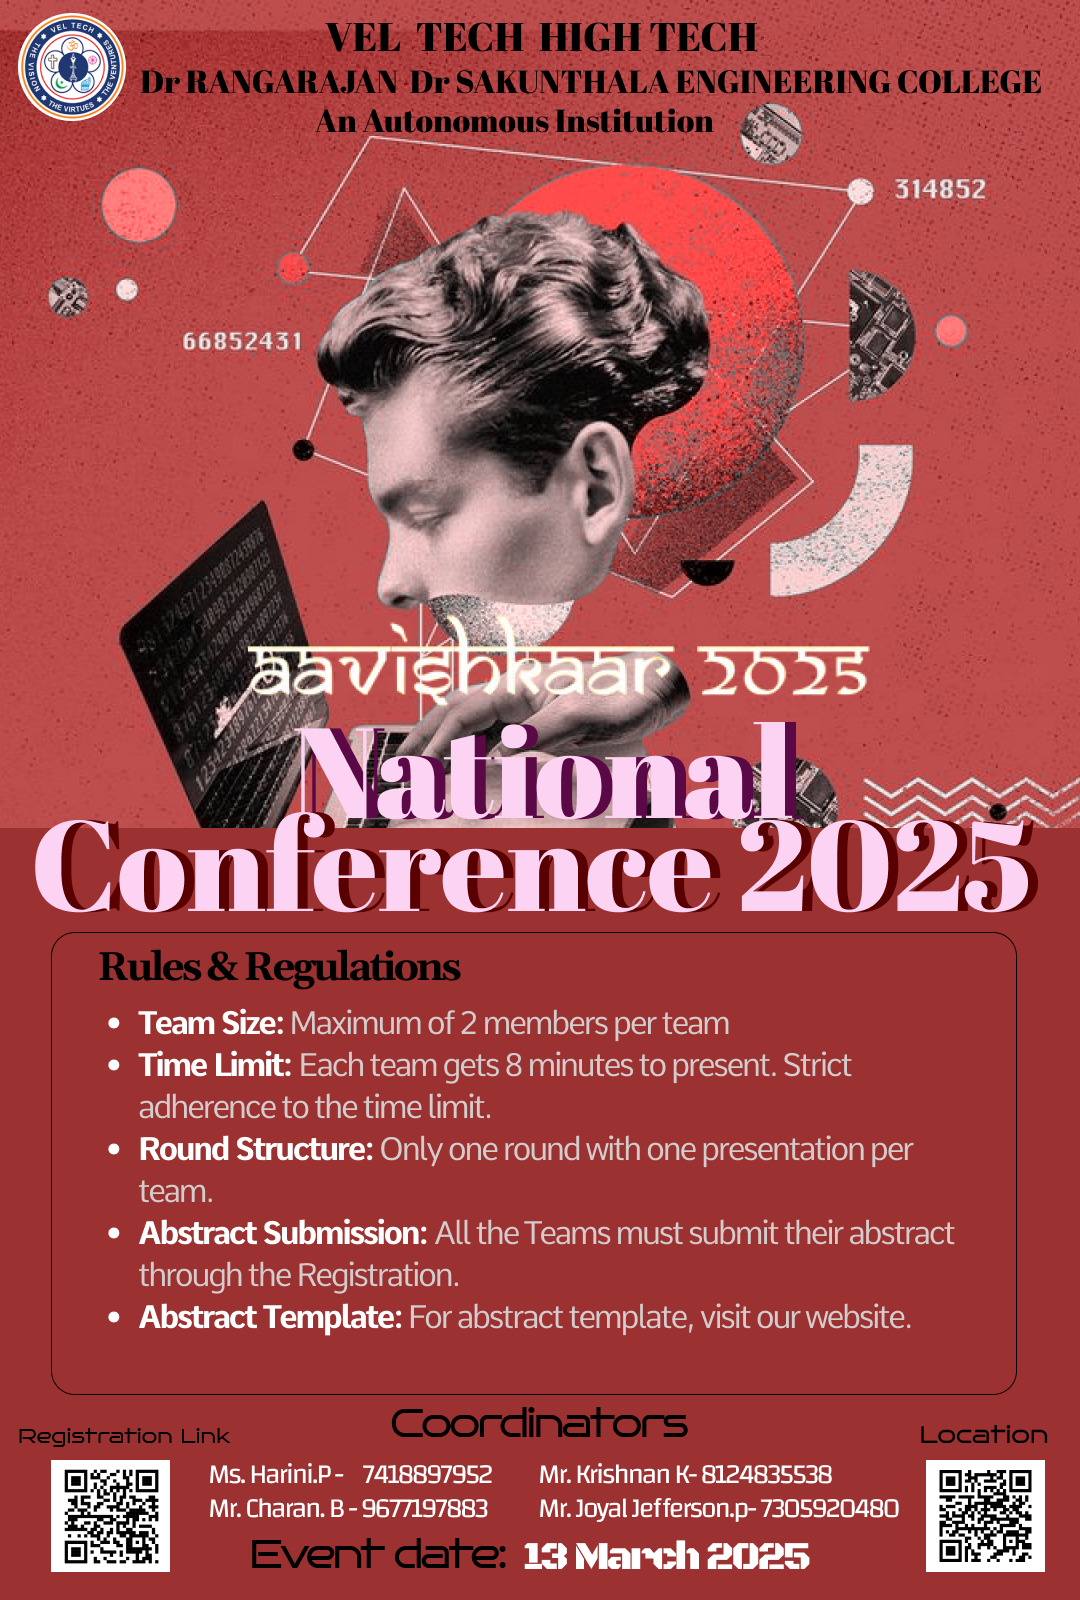 VEL TECH HIGH TECH
Dr RANGARAJAN Dr SAKUNTHALA ENGINEERING COLLEGE
An Autonomous Institution
VEL TECH
THE VISION
THE VENTURES
THE VIRTUES
314852
66852431
aavishkaar 2025
National
Conference 2025
Rules & Regulations
• Team Size: Maximum of 2 members per team
• Time Limit: Each team gets 8 minutes to present. Strict
adherence to the time limit.
• Round Structure: Only one round with one presentation per
team.
• Abstract Submission: All the Teams must submit their abstract
through the Registration.
• Abstract Template: For abstract template, visit our website.
Coordinators
Registration Link
Location
Ms. Harini.P - 7418897952
Mr. Krishnan K- 8124835538
Mr. Charan. B - 9677197883
Mr. Joyal Jefferson.p- 7305920480
Event date: 13 March 2025